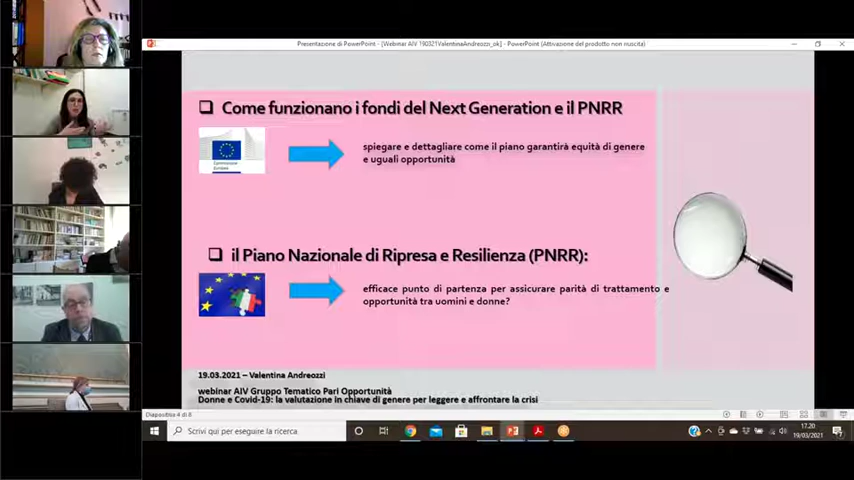 Presentazione di PowerPoint - [Webinar AIV 190321ValentinaAndreozzi_ok] - PowerPoint (Attivazione del prodotto non riuscita)
Come funzionano i fondi del Next Generation e il PNRR
Commissione
Europea
spiegare e dettagliare come il piano garantirà equità di genere
e uguali opportunità
il Piano Nazionale di Ripresa e Resilienza (PNRR):
efficace punto di partenza per assicurare parità di trattamento e
opportunità tra uomini e donne?
19.03.2021 – Valentina Andreozzi
webinar AIV Gruppo Tematico Pari Opportunità
Donne e Covid-19: la valutazione in chiave di genere per leggere e affrontare la crisi
Diapositiva 4 di 8
Scrivi qui per eseguire la ricerca
17.20
19/03/2021